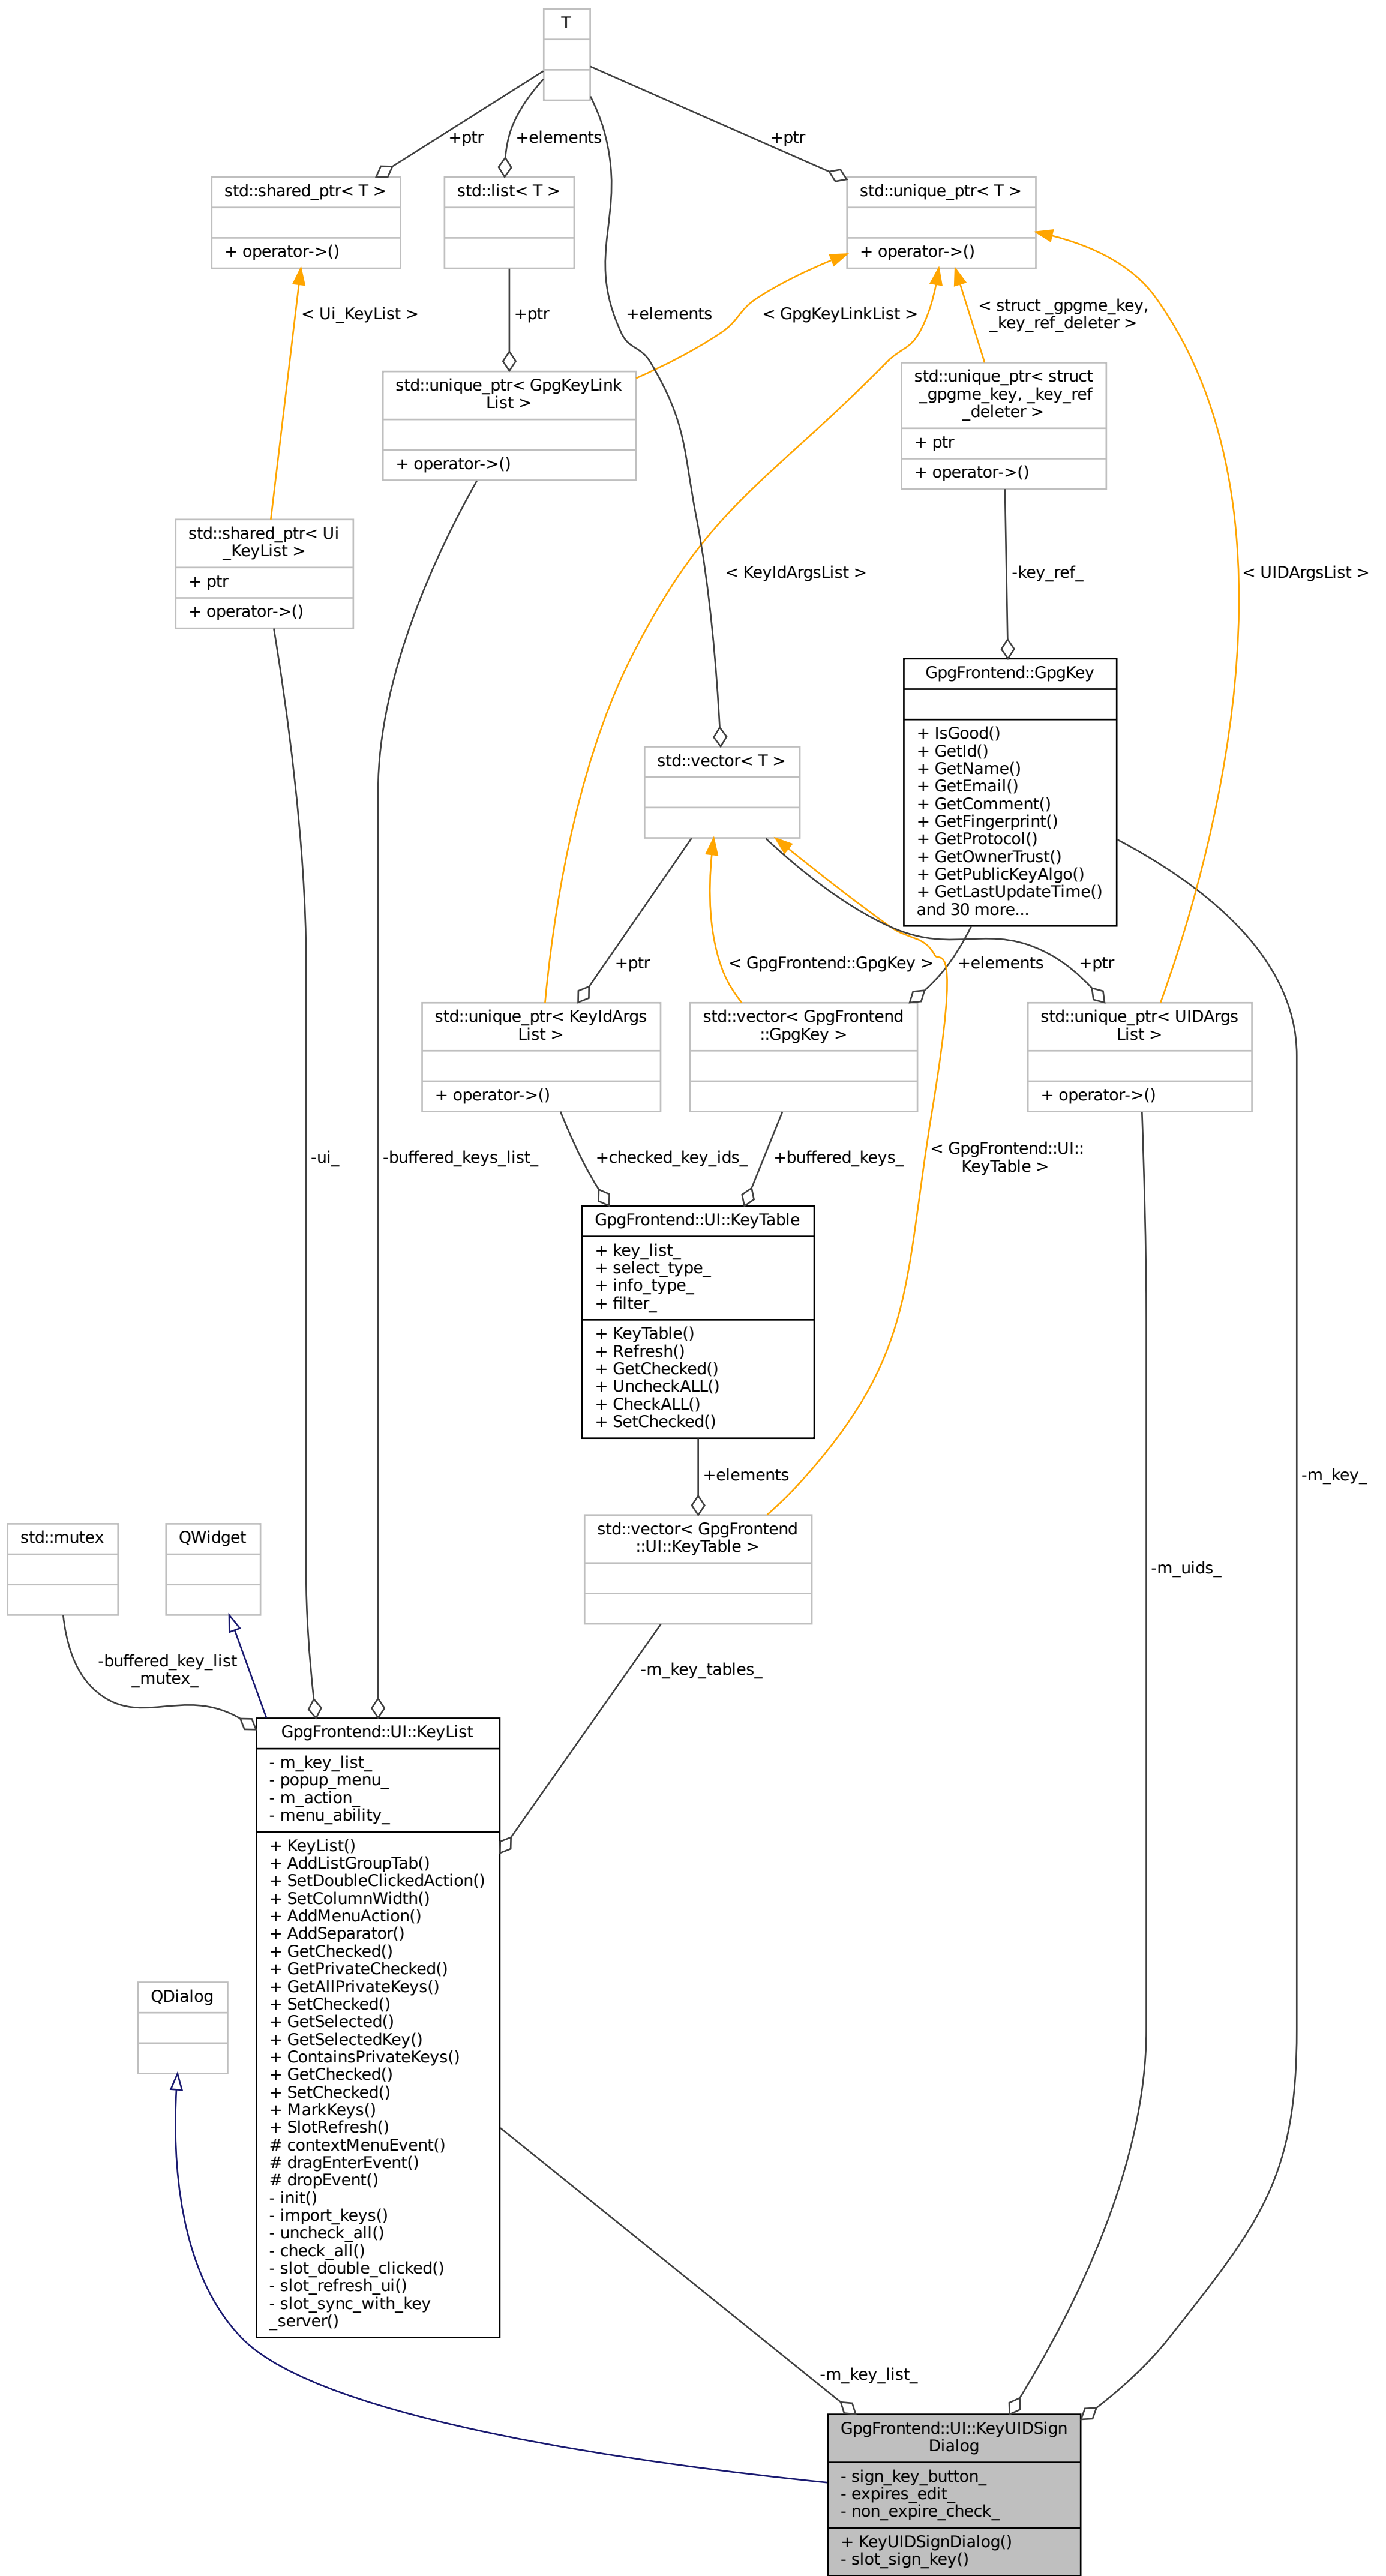 T
+ptr
+elements
+ptr
std::shared_ptr< T >
+ operator->()
std::list< T >
std::unique_ptr< T >
+ operator->()
< Ui_KeyList >
+ptr
+elements
< GpgKeyLinkList >
< struct _gpgme_key,
_key_ref_deleter >
std::unique_ptr< GpgKeyLink
List >
+ operator->()
std::unique_ptr< struct
_gpgme_key, _key_ref
_deleter >
+ ptr
+ operator->()
std::shared_ptr< Ui
_KeyList >
+ ptr
+ operator->()
< KeyIdArgsList >
-key_ref_
< UIDArgsList >
GpgFrontend::GpgKey
+ IsGood()
+ GetId()
+ GetName()
+ GetEmail()
+ GetComment()
+ GetFingerprint()
+ GetProtocol()
+ GetOwnerTrust()
+ GetPublicKeyAlgo()
+ GetLastUpdateTime()
and 30 more...
std::vector< T >
+ptr
< GpgFrontend::GpgKey >
+elements
+ptr
std::unique_ptr< KeyIdArgs
List >
+ operator->()
std::vector< GpgFrontend
::GpgKey >
std::unique_ptr< UIDArgs
List >
+ operator->()
-ui_
-buffered_keys_list_
+checked_key_ids_
+buffered_keys_
< GpgFrontend::UI::
KeyTable >
GpgFrontend::UI::KeyTable
+ key_list_
+ select_type_
+ info_type_
+ filter_
+ KeyTable()
+ Refresh()
+ GetChecked()
+ UncheckALL()
+ CheckALL()
+ SetChecked()
+elements
-m_key_
std::mutex
QWidget
std::vector< GpgFrontend
::UI::KeyTable >
-m_uids_
-buffered_key_list
_mutex_
-m_key_tables_
GpgFrontend::UI::KeyList
- m_key_list_
- popup_menu_
- m_action_
- menu_ability_
+ KeyList()
+ AddListGroupTab()
+ SetDoubleClickedAction()
+ SetColumnWidth()
+ AddMenuAction()
+ AddSeparator()
+ GetChecked()
+ GetPrivateChecked()
+ GetAllPrivateKeys()
+ SetChecked()
+ GetSelected()
+ GetSelectedKey()
+ ContainsPrivateKeys()
+ GetChecked()
+ SetChecked()
+ MarkKeys()
+ SlotRefresh()
# contextMenuEvent()
# dragEnterEvent()
# dropEvent()
- init()
- import_keys()
- uncheck_all()
- check_all()
- slot_double_clicked()
- slot_refresh_ui()
- slot_sync_with_key
_server()
QDialog
-m_key_list_
GpgFrontend::UI::KeyUIDSign
Dialog
- sign_key_button_
- expires_edit_
- non_expire_check_
+ KeyUIDSignDialog()
- slot_sign_key()